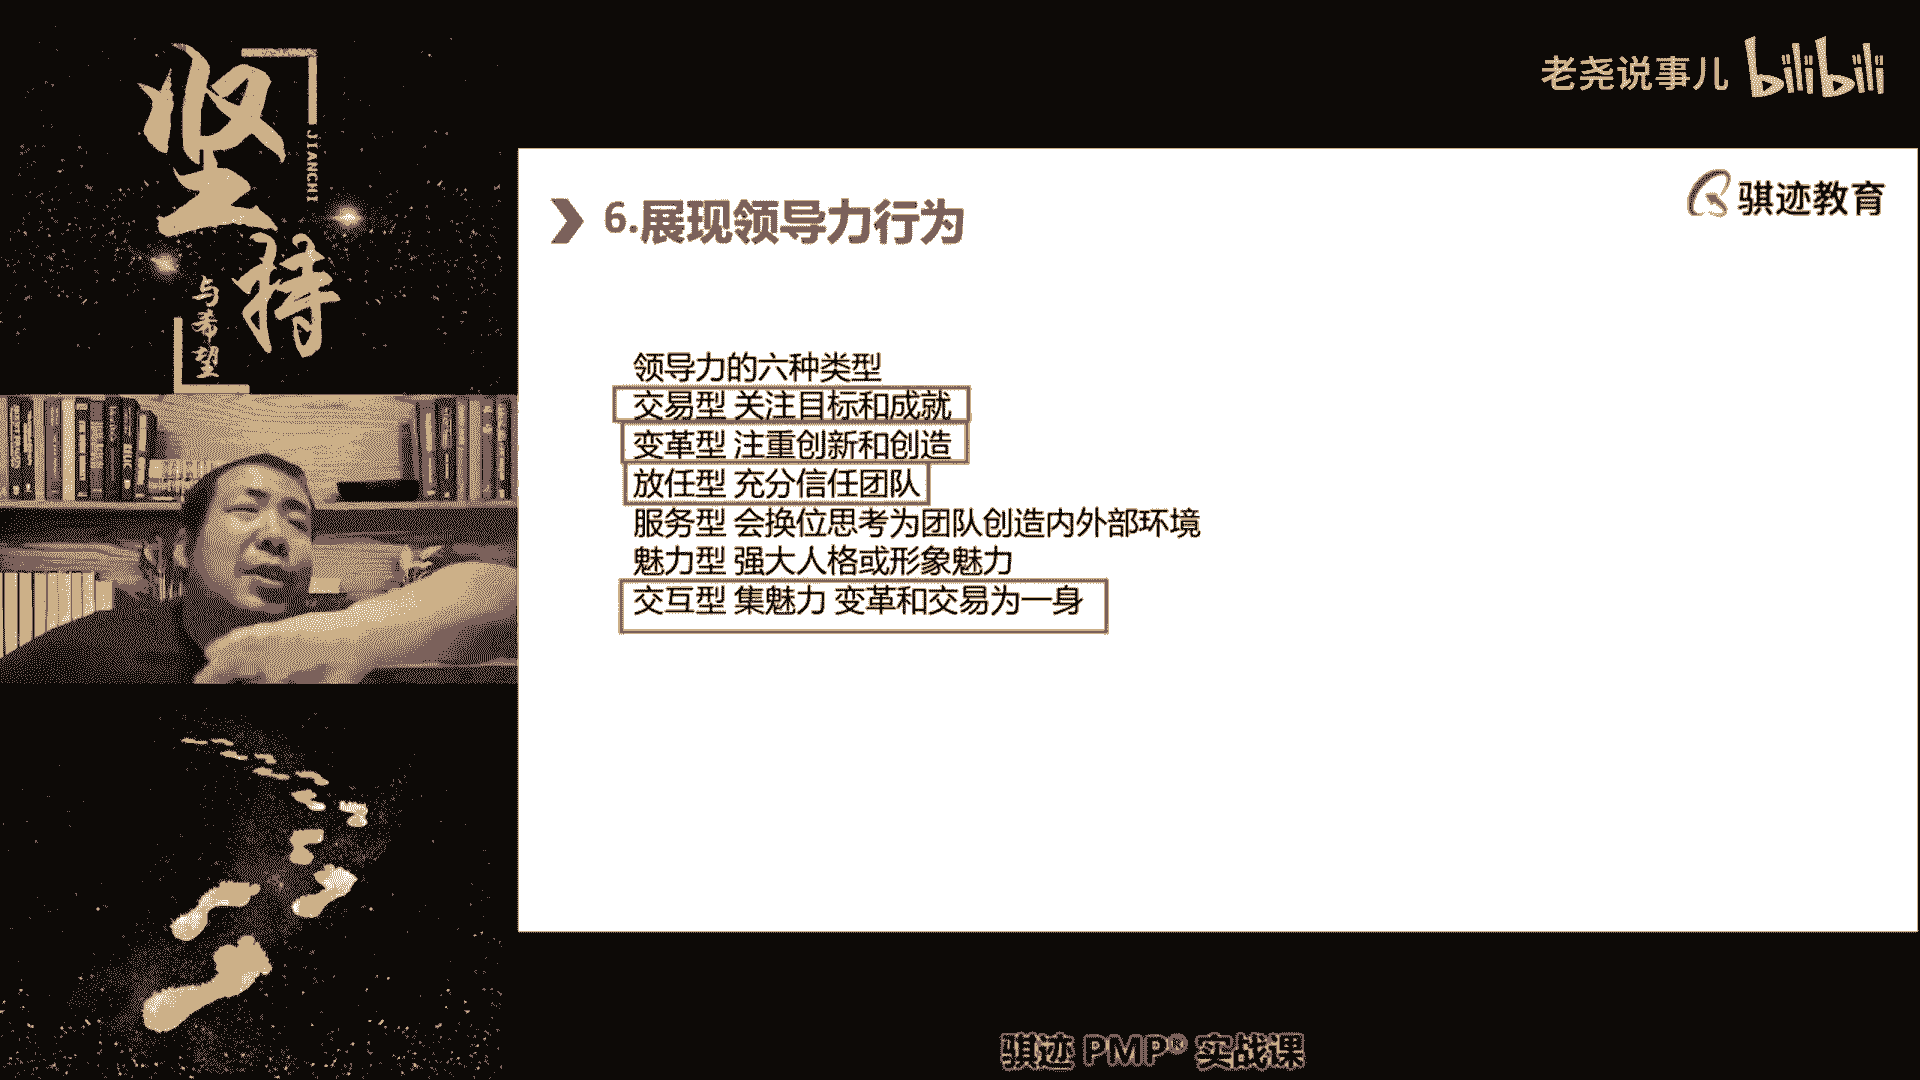 坚持
JIANCHI
与希望
老尧说事儿 bilibili
骐迹教育
6.展现领导力行为
领导力的六种类型
交易型 关注目标和成就
变革型 注重创新和创造
放任型 充分信任团队
服务型 会换位思考为团队创造内外部环境
魅力型 强大人格或形象魅力
交互型 集魅力 变革和交易为一身
骐迹 PMP® 实战课